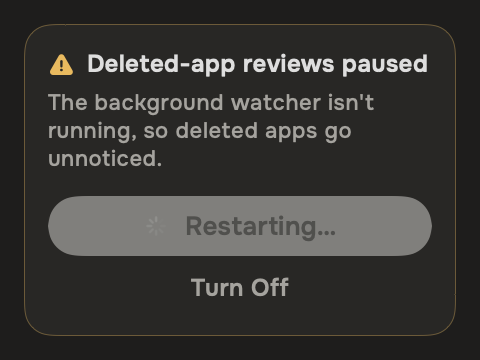 Deleted-app reviews paused
The background watcher isn't
running, so deleted apps go
unnoticed.
Restarting...
Turn Off